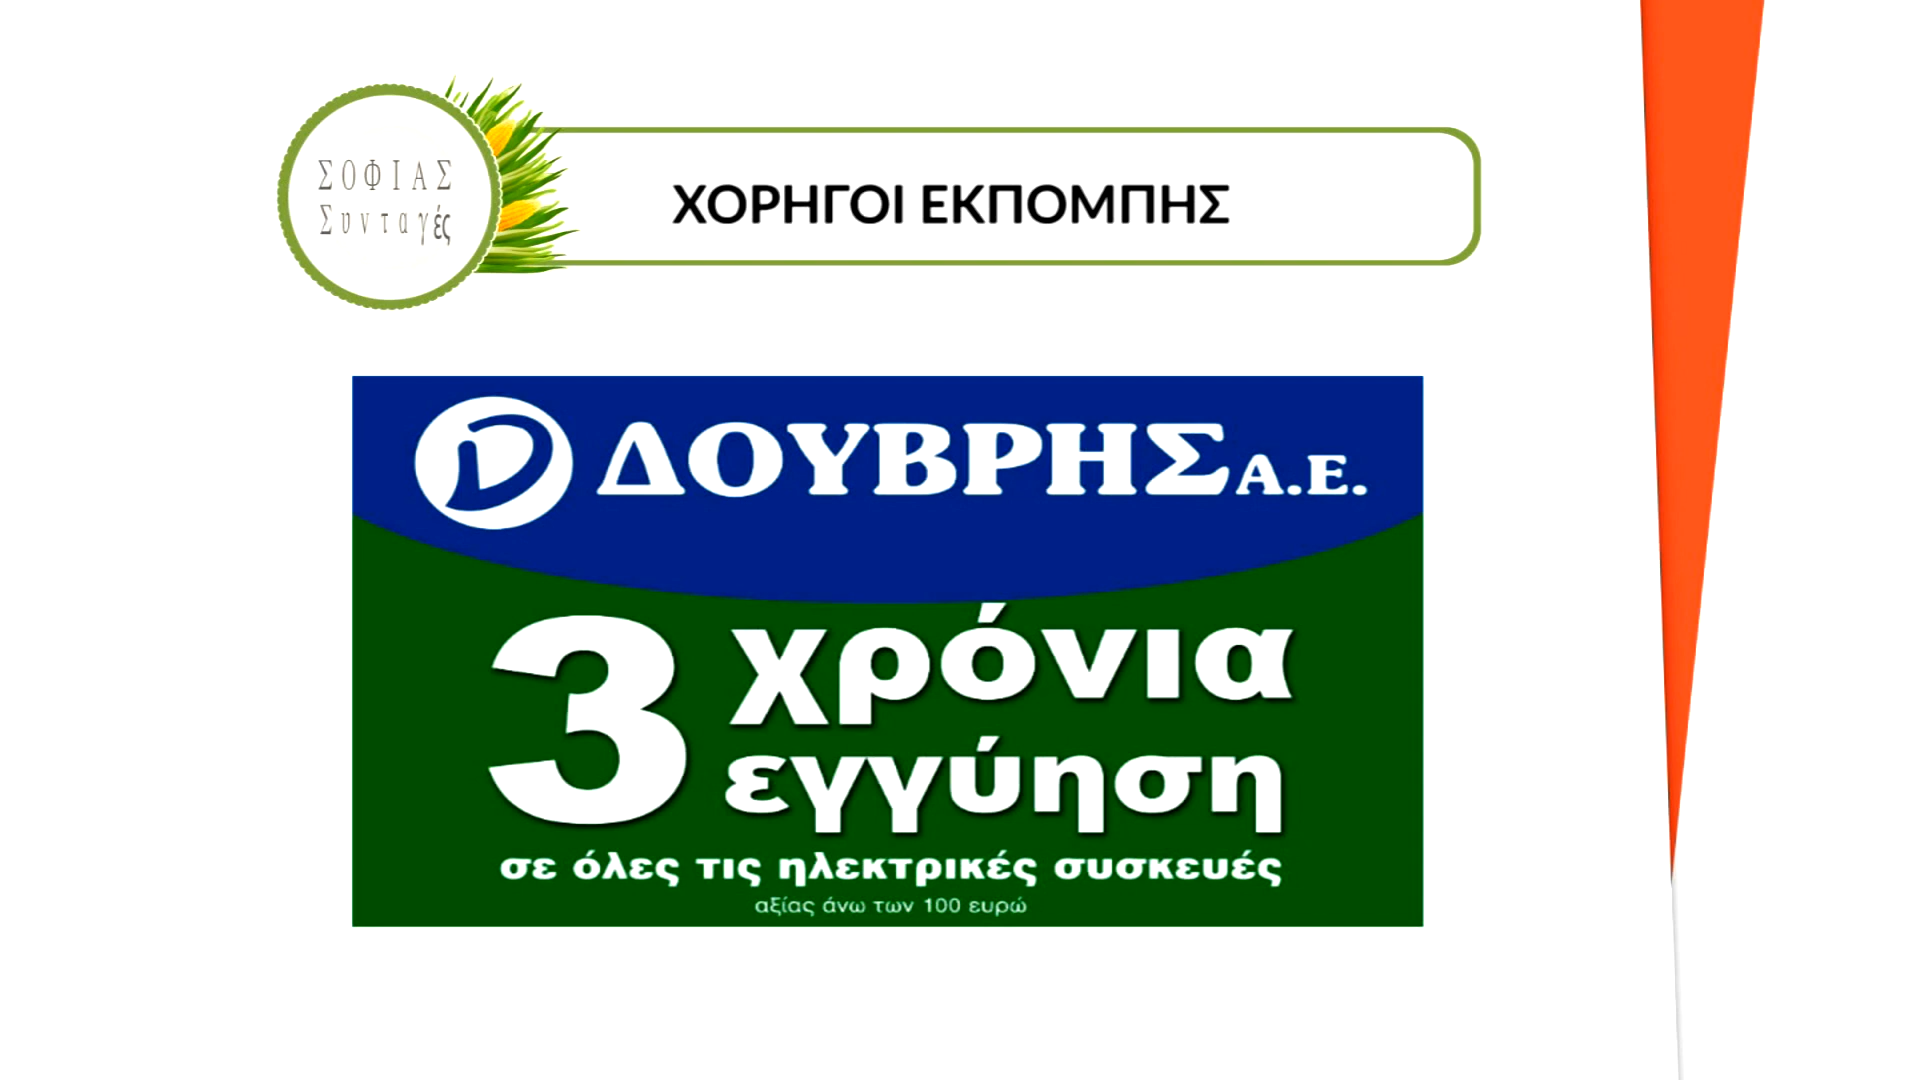 ΣΟΦΙΑΣ
Συνταγές
ΧΟΡΗΓΟΙ ΕΚΠΟΜΠΗΣ
D ΔΟΥΒΡΗΣ Α.Ε.
3 χρόνια
εγγύηση
σε όλες τις ηλεκτρικές συσκευές
αξίας άνω των 100 ευρώ